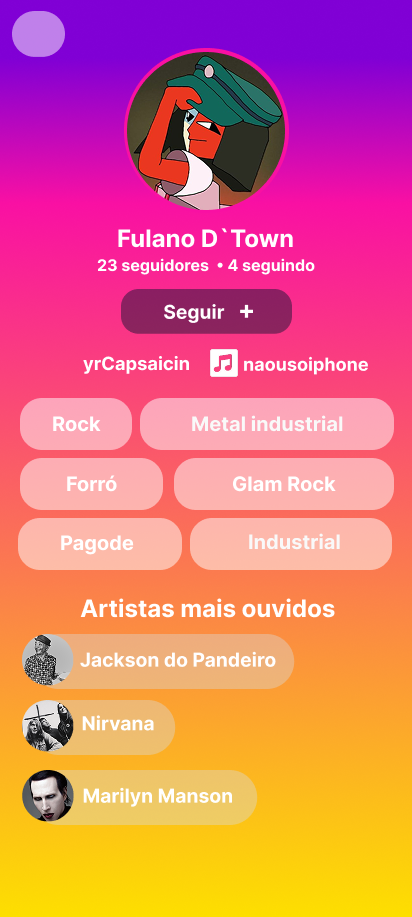 Fulano D`Town
23 seguidores • 4 seguindo
Seguir +
yrCapsaicin naousoiphone
Rock Metal industrial
Forró Glam Rock
Pagode Industrial
Artistas mais ouvidos
Jackson do Pandeiro
Nirvana
Marilyn Manson